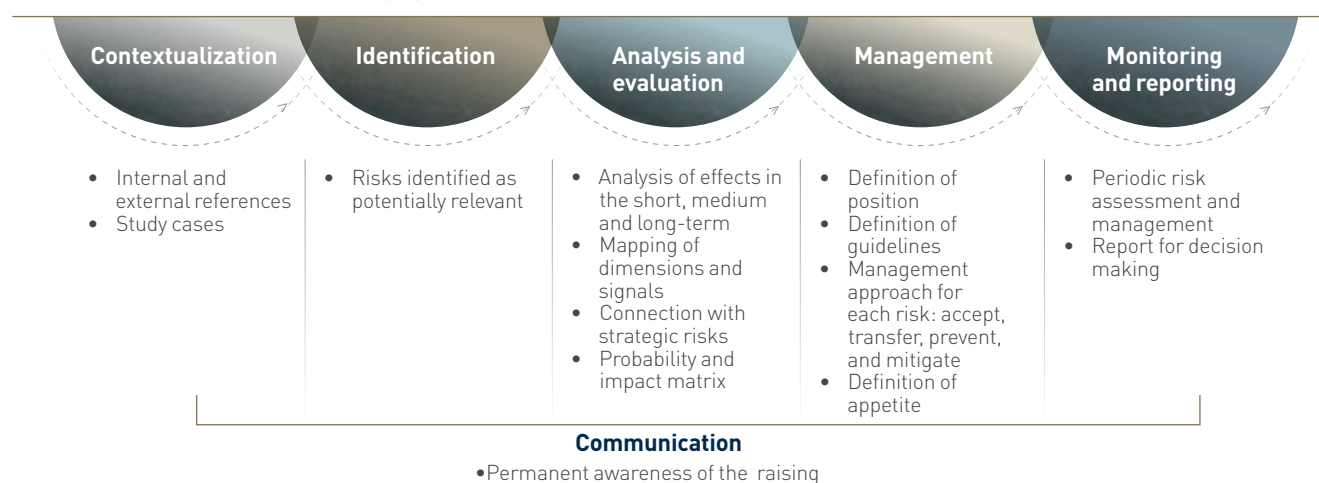 Contextualization
• Internal and
external references
• Study cases
Identification
• Risks identified as
potentially relevant
Analysis and
evaluation
• Analysis of effects in
the short, medium
and long-term
• Mapping of
dimensions and
signals
• Connection with
strategic risks
• Probability and
impact matrix
Management
• Definition of
position
• Definition of
guidelines
• Management
approach for
each risk: accept,
transfer, prevent,
and mitigate
• Definition of
appetite
Monitoring
and reporting
• Periodic risk
assessment and
management
• Report for decision
making
Communication
•Permanent awareness of the raising